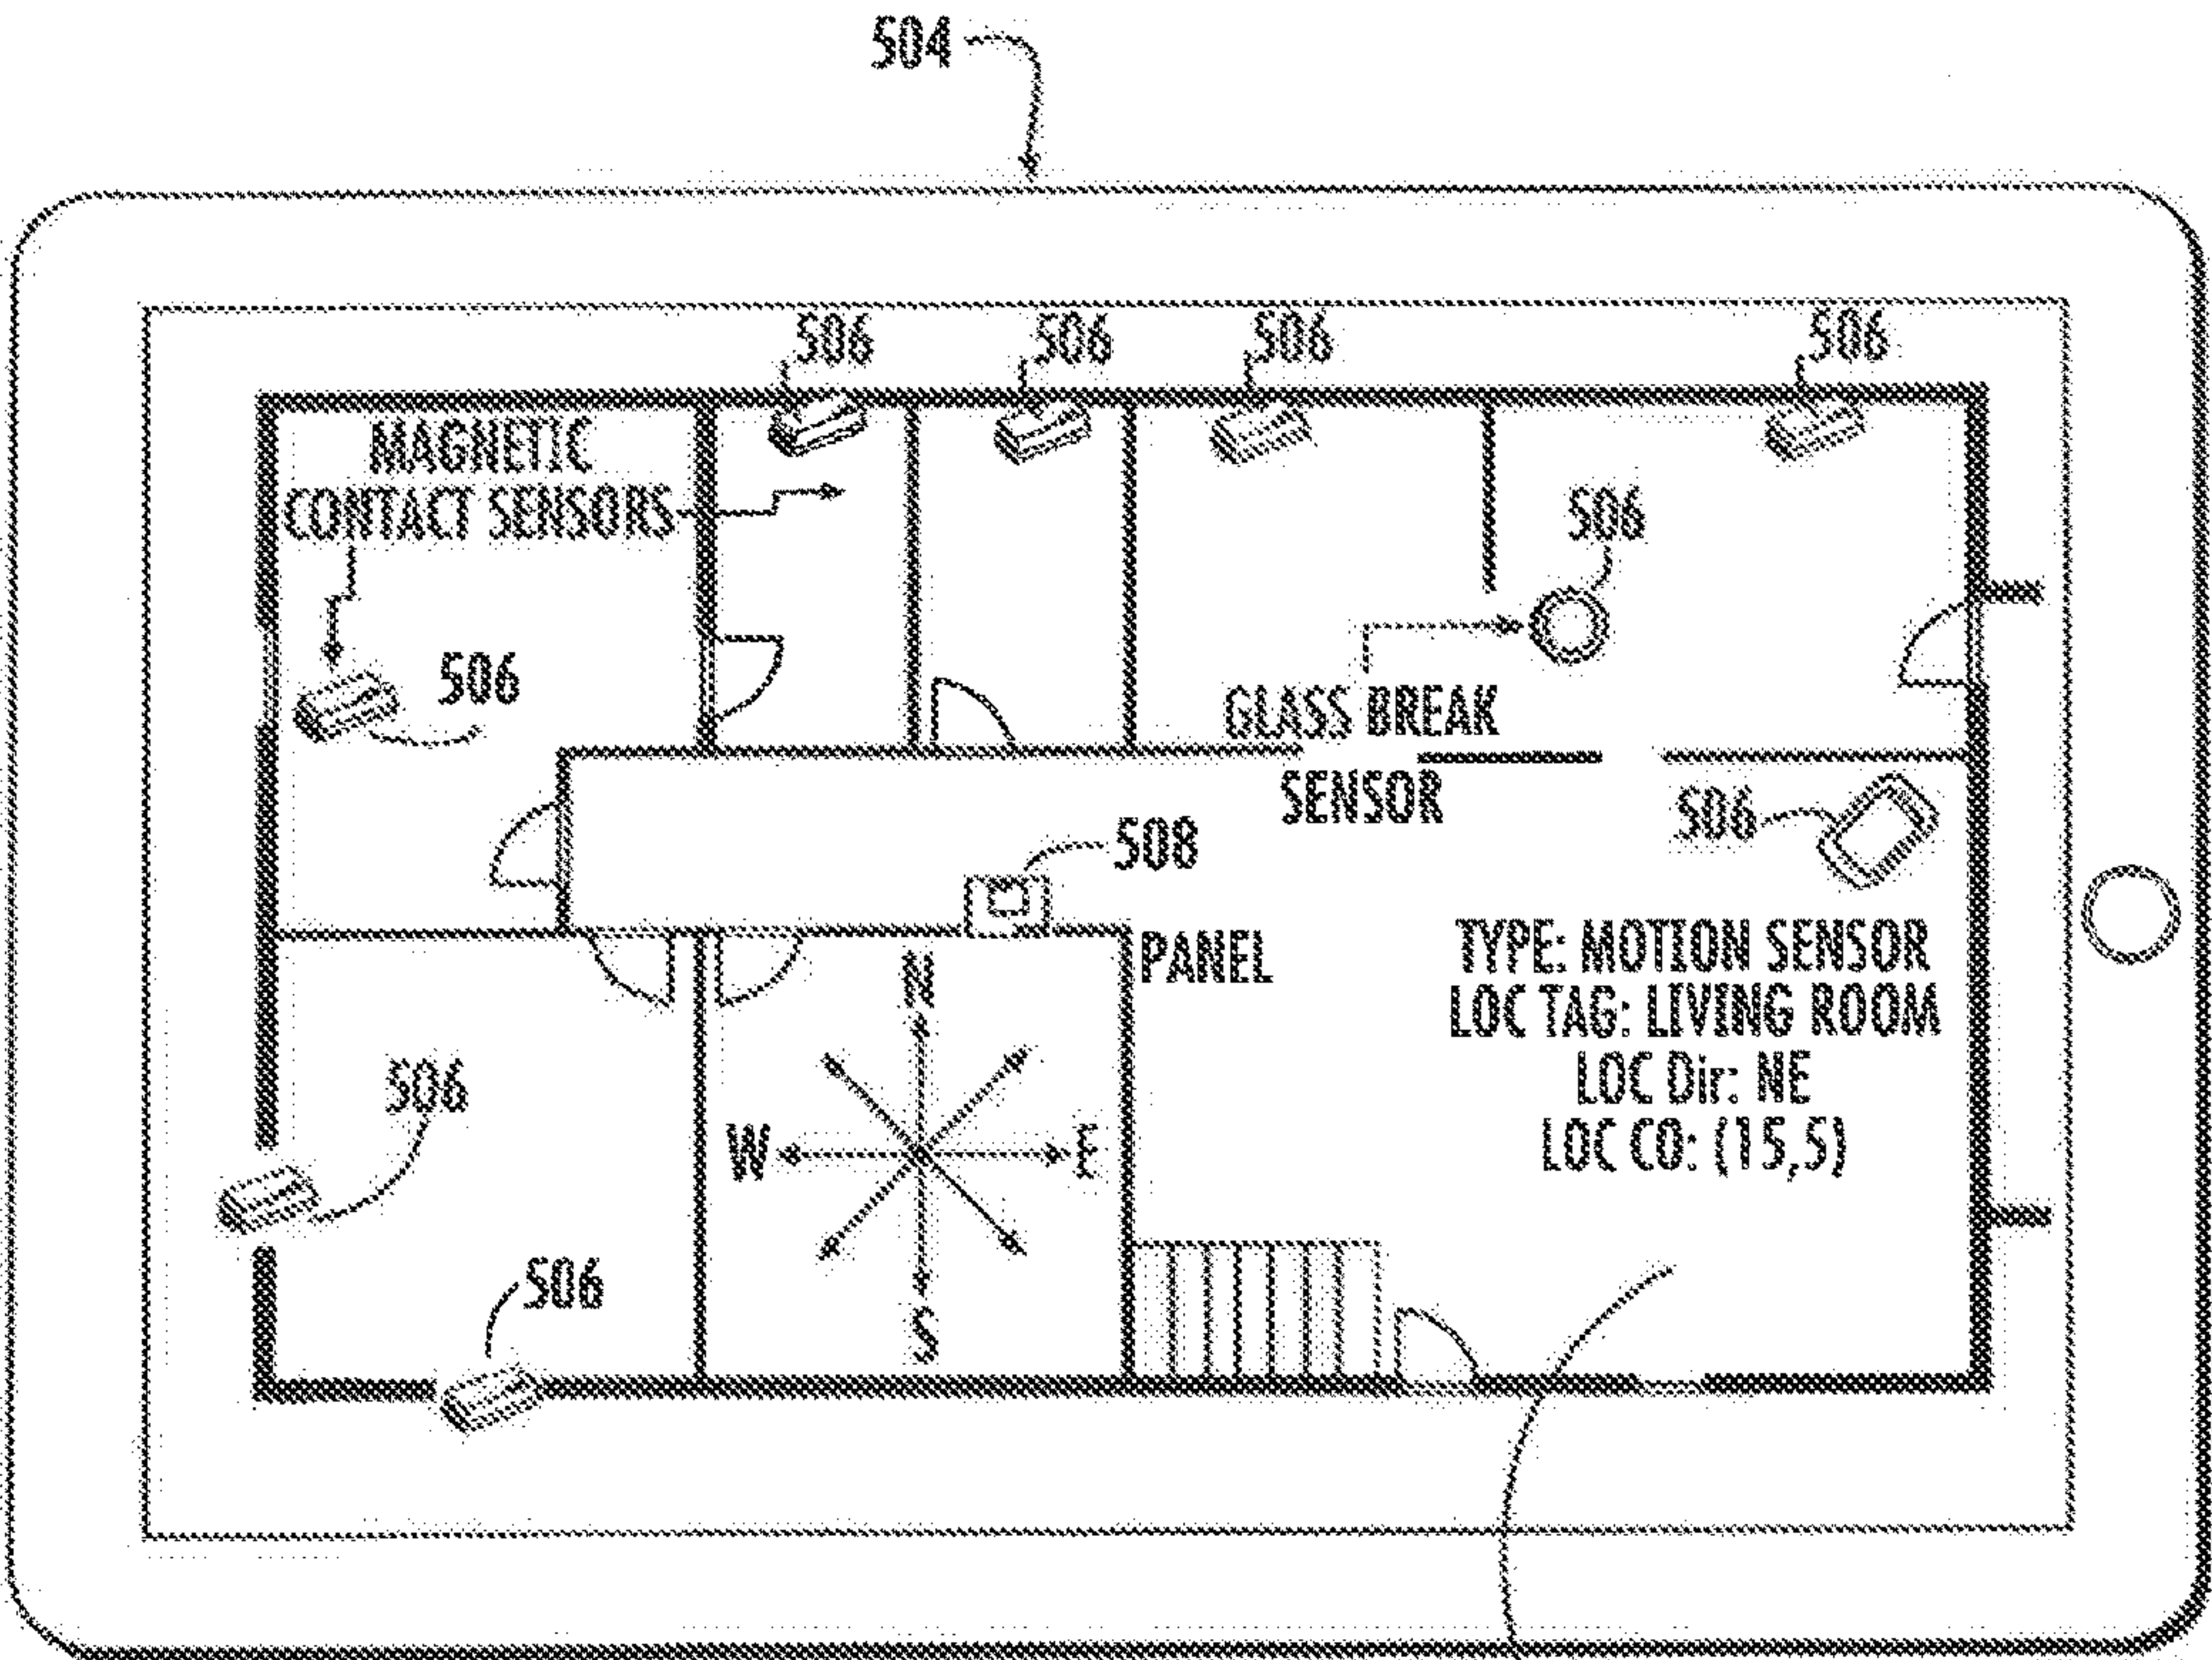 504
506
506
506
506
MAGNETIC
CONTACT SENSORS
506
506
GLASS BREAK
SENSOR
506
508
PANEL
TYPE: MOTION SENSOR
LOC TAG: LIVING ROOM
LOC Dir: NE
LOC CO: (15,5)
N
W
E
S
506
506